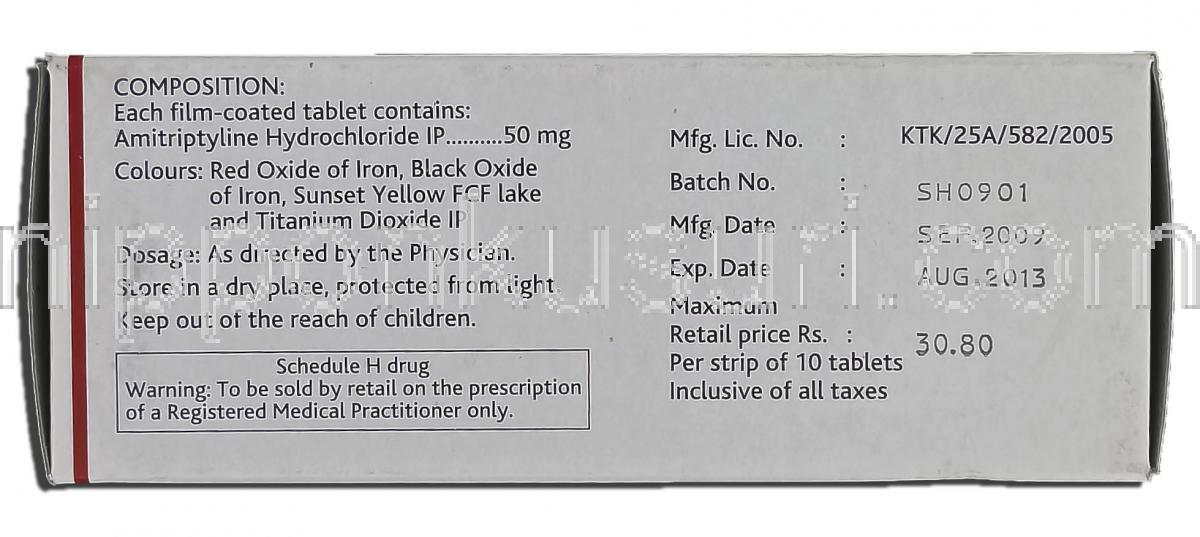 COMPOSITION:
Each film-coated tablet contains:
Amitriptyline Hydrochloride IP..........50 mg
Colours: Red Oxide of Iron, Black Oxide
of Iron, Sunset Yellow FCF lake
and Titanium Dioxide IP
Dosage: As directed by the Physician.
Store in a dry place, protected from light.
Keep out of the reach of children.
Schedule H drug
Warning: To be sold by retail on the prescription
of a Registered Medical Practitioner only.
Mfg. Lic. No. : KTK/25A/582/2005
Batch No. : SH0901
Mfg. Date : SEP.2009
Exp. Date : AUG.2013
Maximum
Retail price Rs. : 30.80
Per strip of 10 tablets
Inclusive of all taxes
nipponkusuri.com